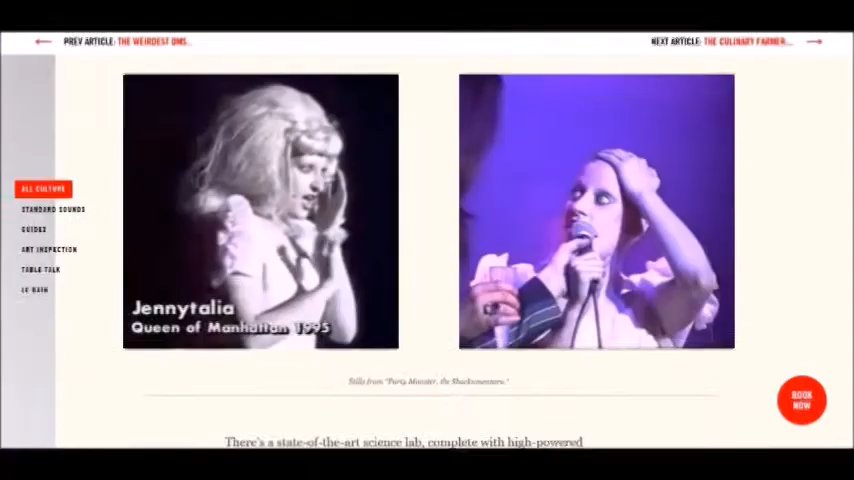 PREV ARTICLE: THE WEIRDEST DMS...
NEXT ARTICLE: THE CULINARY FARMER...
ALL CULTURE
STANDARD SOUNDS
GUIDES
ART INSPECTION
TABLE TALK
LE BAIN
Jennytalia
Queen of Manhattan 1995
Stills from "Party Monster, the Shockumentary."
BOOK
NOW
There's a state-of-the-art science lab, complete with high-powered